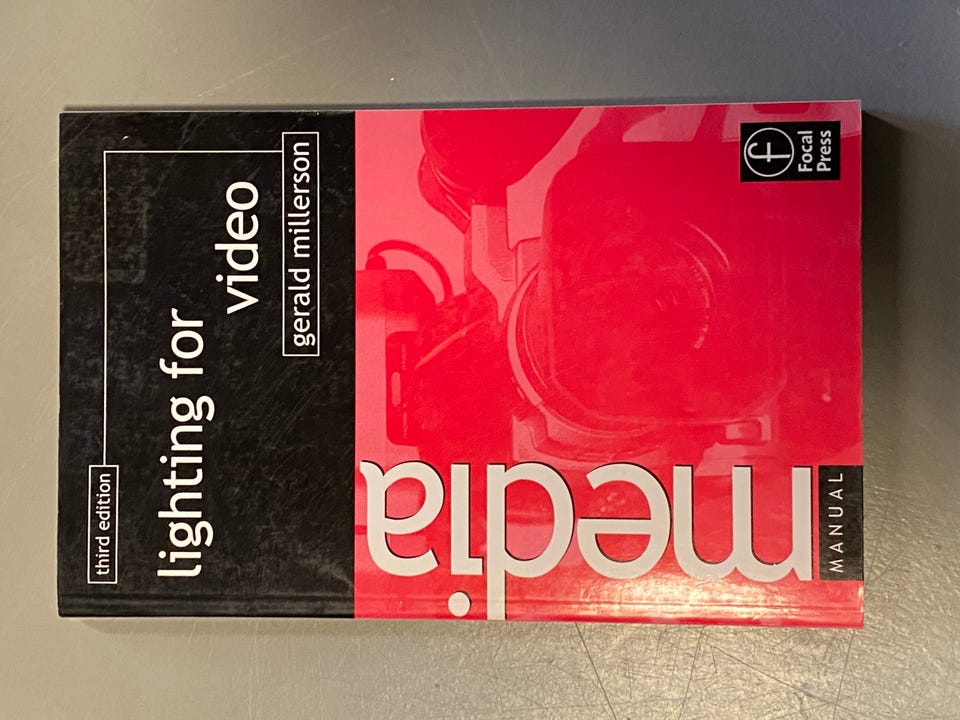 third edition
lighting for
video
gerald millerson
media
MANUAL
f
Focal
Press